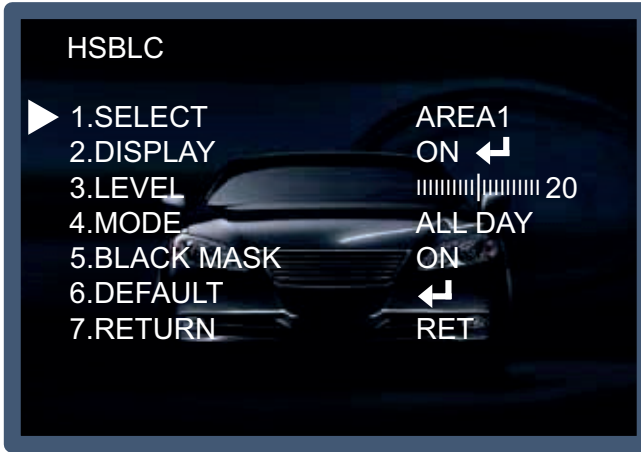 HSBLC
1.SELECT AREA1
2.DISPLAY ON
3.LEVEL 20
4.MODE ALL DAY
5.BLACK MASK ON
6.DEFAULT
7.RETURN RET